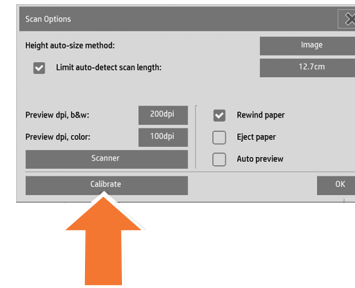 Scan Options
Height auto-size method:
Image
Limit auto-detect scan length:
12.7cm
Preview dpi, b&w:
200dpi
Rewind paper
Preview dpi, color:
100dpi
Eject paper
Scanner
Auto preview
Calibrate
OK